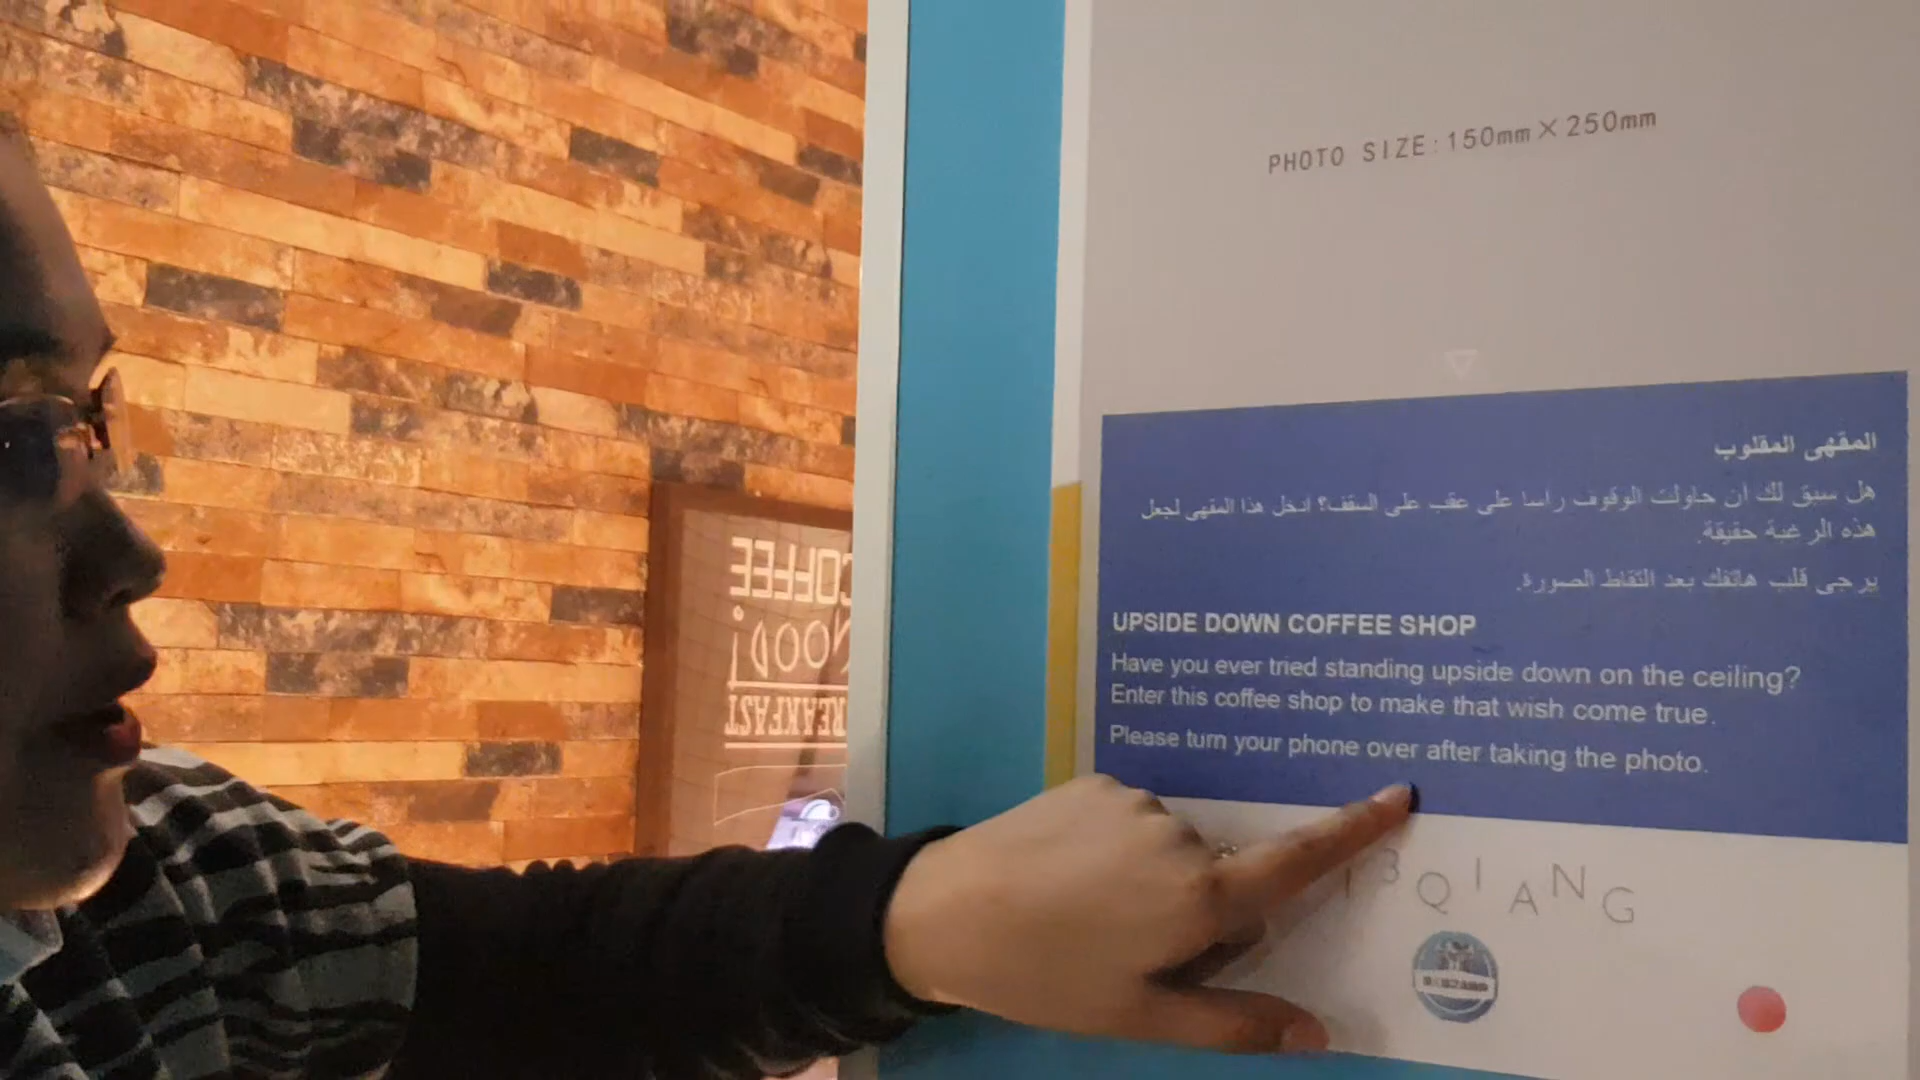 PHOTO SIZE:150mm×250mm
المقهى المقلوب
هل سبق لك أن حاولت الوقوف رأسا على عقب على السقف؟ ادخل هذا المقهى لجعل
هذه الرغبة حقيقة.
يرجى قلب هاتفك بعد التقاط الصورة.
UPSIDE DOWN COFFEE SHOP
Have you ever tried standing upside down on the ceiling?
Enter this coffee shop to make that wish come true.
Please turn your phone over after taking the photo.
QIANG
COFFEE
BREAKFAST